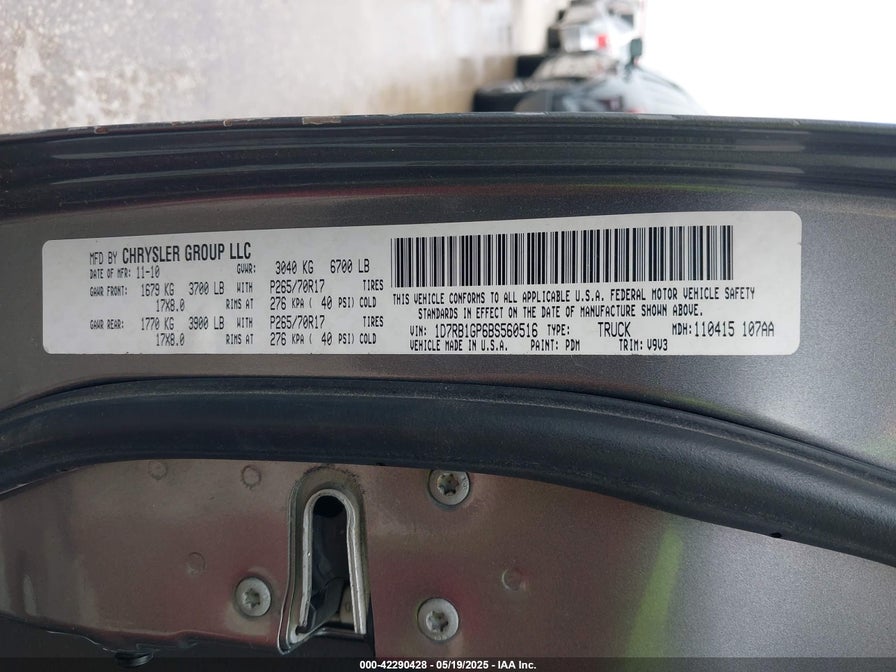 MFD BY CHRYSLER GROUP LLC
DATE OF MFR: 11-10 GVWR: 3040 KG 6700 LB
GAWR FRONT: 1679 KG 3700 LB WITH P265/70R17 TIRES
17X8.0 RIMS AT 276 KPA ( 40 PSI) COLD
GAWR REAR: 1770 KG 3900 LB WITH P265/70R17 TIRES
17X8.0 RIMS AT 276 KPA ( 40 PSI) COLD
THIS VEHICLE CONFORMS TO ALL APPLICABLE U.S.A. FEDERAL MOTOR VEHICLE SAFETY
STANDARDS IN EFFECT ON THE DATE OF MANUFACTURE SHOWN ABOVE.
VIN: 1D7RB1GP6BS560516 TYPE: TRUCK MDH:110415 107AA
VEHICLE MADE IN U.S.A. PAINT: PDM TRIM: V9V3
000-42290428 - 05/19/2025 - IAA Inc.